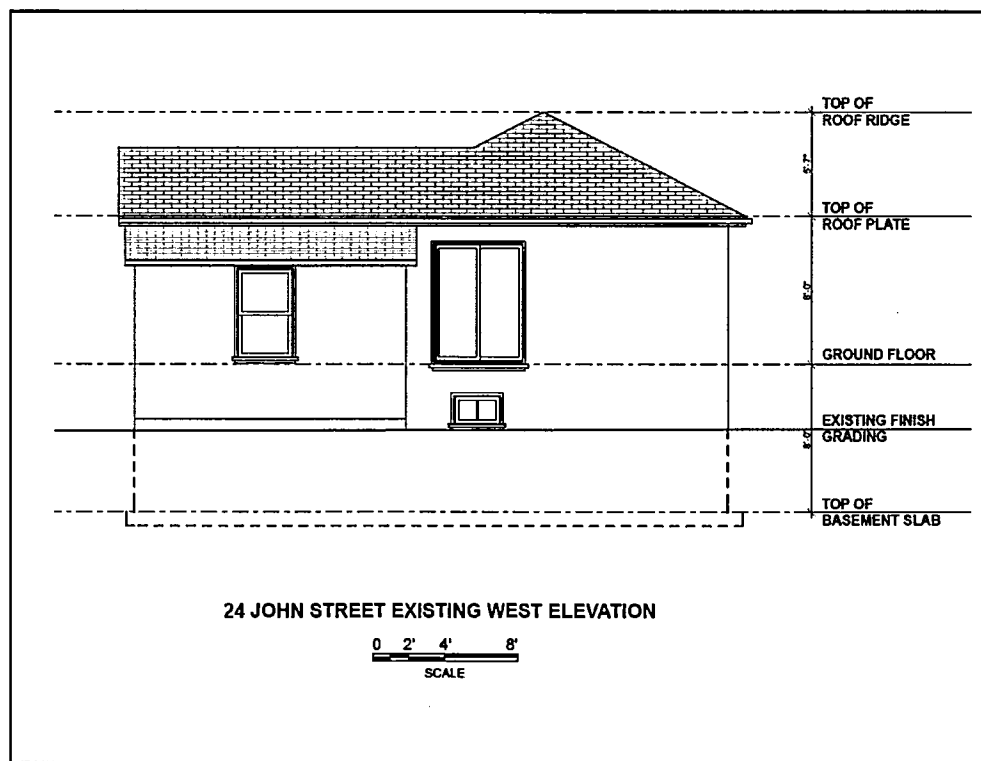 TOP OF
ROOF RIDGE
5'-7"
TOP OF
ROOF PLATE
8'-0"
GROUND FLOOR
EXISTING FINISH
GRADING
8'-0"
TOP OF
BASEMENT SLAB
24 JOHN STREET EXISTING WEST ELEVATION
0 2' 4' 8'
SCALE